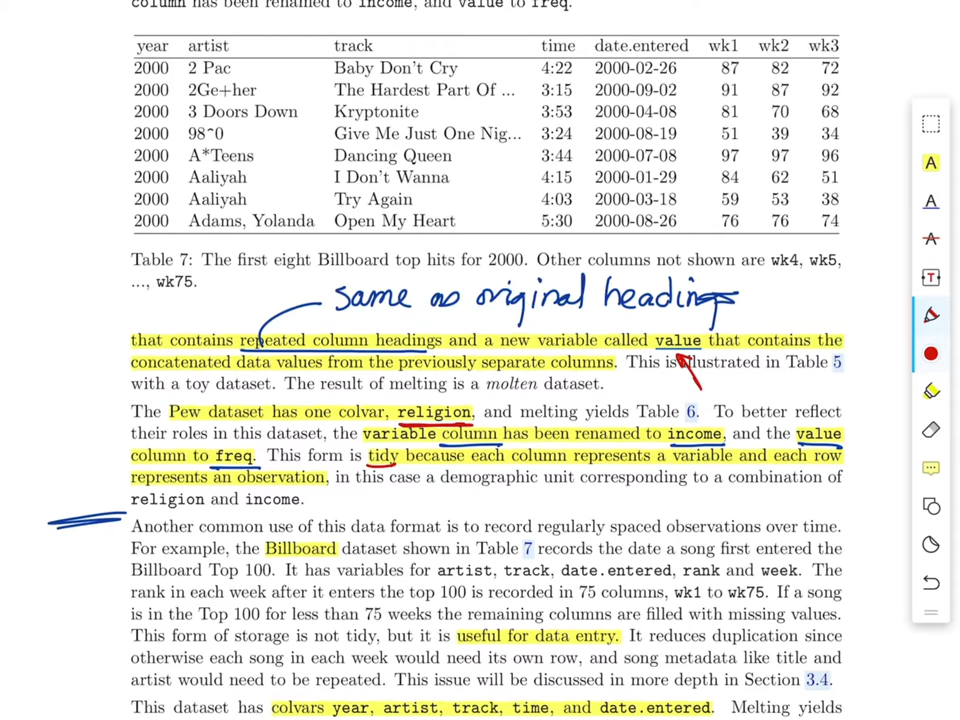 column has been renamed to income, and value to freq.
year artist track time date.entered wk1 wk2 wk3
2000 2 Pac Baby Don't Cry 4:22 2000-02-26 87 82 72
2000 2Ge+her The Hardest Part Of ... 3:15 2000-09-02 91 87 92
2000 3 Doors Down Kryptonite 3:53 2000-04-08 81 70 68
2000 98^0 Give Me Just One Nig... 3:24 2000-08-19 51 39 34
2000 A*Teens Dancing Queen 3:44 2000-07-08 97 97 96
2000 Aaliyah I Don't Wanna 4:15 2000-01-29 84 62 51
2000 Aaliyah Try Again 4:03 2000-03-18 59 53 38
2000 Adams, Yolanda Open My Heart 5:30 2000-08-26 76 76 74
Table 7: The first eight Billboard top hits for 2000. Other columns not shown are wk4, wk5,
..., wk75.
same as original headings
that contains repeated column headings and a new variable called value that contains the
concatenated data values from the previously separate columns. This is illustrated in Table 5
with a toy dataset. The result of melting is a molten dataset.
The Pew dataset has one colvar, religion, and melting yields Table 6. To better reflect
their roles in this dataset, the variable column has been renamed to income, and the value
column to freq. This form is tidy because each column represents a variable and each row
represents an observation, in this case a demographic unit corresponding to a combination of
religion and income.
Another common use of this data format is to record regularly spaced observations over time.
For example, the Billboard dataset shown in Table 7 records the date a song first entered the
Billboard Top 100. It has variables for artist, track, date.entered, rank and week. The
rank in each week after it enters the top 100 is recorded in 75 columns, wk1 to wk75. If a song
is in the Top 100 for less than 75 weeks the remaining columns are filled with missing values.
This form of storage is not tidy, but it is useful for data entry. It reduces duplication since
otherwise each song in each week would need its own row, and song metadata like title and
artist would need to be repeated. This issue will be discussed in more depth in Section 3.4.
This dataset has colvars year, artist, track, time, and date.entered. Melting yields
A
A
A
T